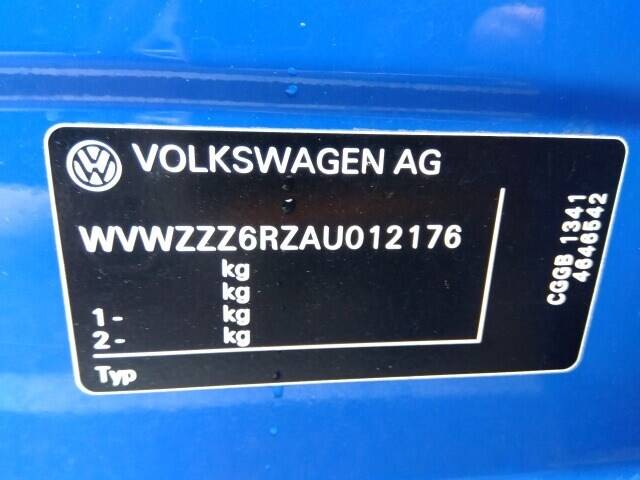 VOLKSWAGEN AG
WVWZZZ6RZAU012176
kg
kg
1- kg
2- kg
Typ
CGGB 1341
4646542